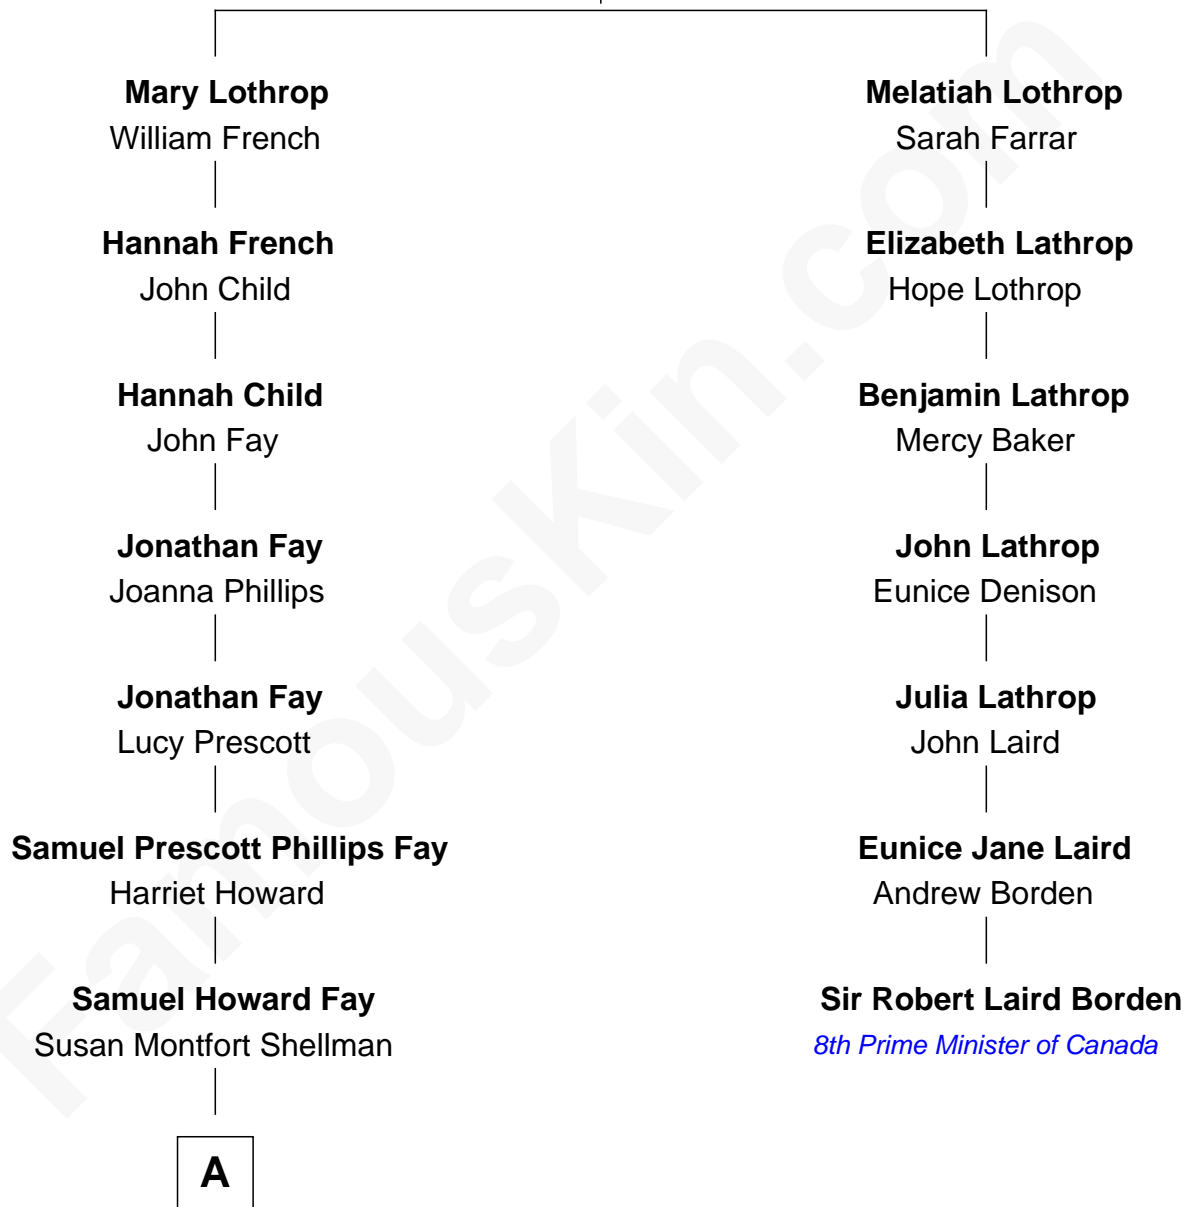 Mary Lothrop
William French
Hannah French
John Child
Hannah Child
John Fay
Jonathan Fay
Joanna Phillips
Jonathan Fay
Lucy Prescott
Samuel Prescott Phillips Fay
Harriet Howard
Samuel Howard Fay
Susan Montfort Shellman
A
Melatiah Lothrop
Sarah Farrar
Elizabeth Lathrop
Hope Lothrop
Benjamin Lathrop
Mercy Baker
John Lathrop
Eunice Denison
Julia Lathrop
John Laird
Eunice Jane Laird
Andrew Borden
Sir Robert Laird Borden
8th Prime Minister of Canada
FamousKin.com